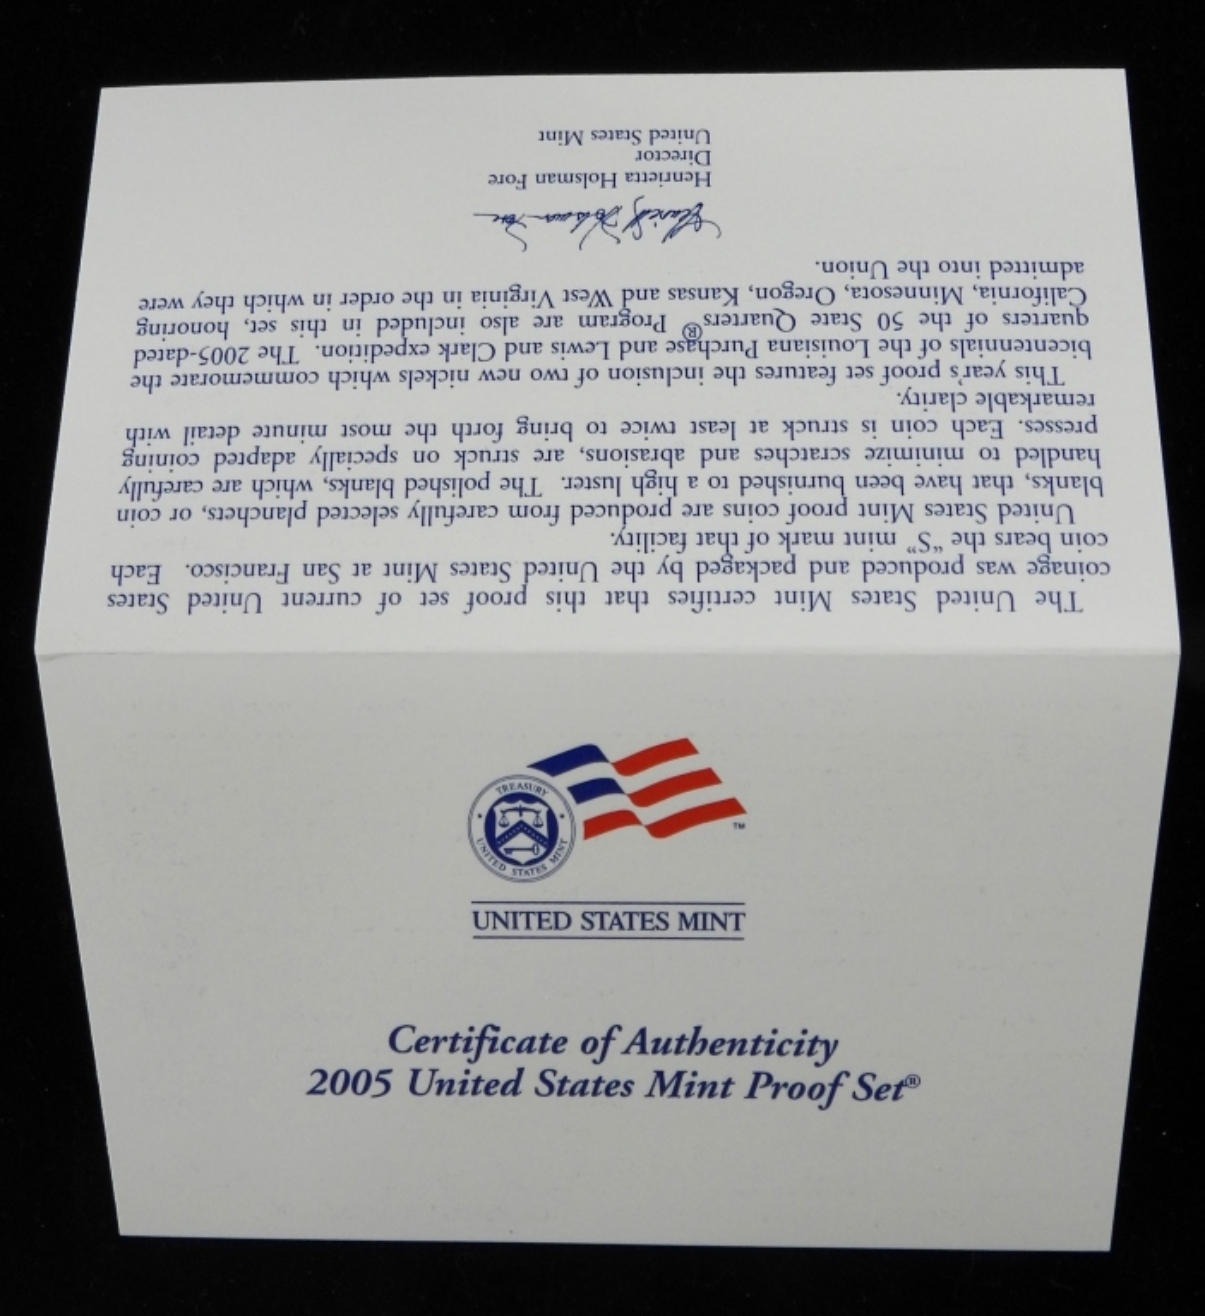 The United States Mint certifies that this proof set of current United States
coinage was produced and packaged by the United States Mint at San Francisco. Each
coin bears the “S” mint mark of that facility.
United States Mint proof coins are produced from carefully selected planchets, or coin
blanks, that have been burnished to a high luster. The polished blanks, which are carefully
handled to minimize scratches and abrasions, are struck on specially adapted coining
presses. Each coin is struck at least twice to bring forth the most minute detail with
remarkable clarity.
This year's proof set features the inclusion of two new nickels which commemorate the
bicentennials of the Louisiana Purchase and Lewis and Clark expedition. The 2005-dated
quarters of the 50 State Quarters® Program are also included in this set, honoring
California, Minnesota, Oregon, Kansas and West Virginia in the order in which they were
admitted into the Union.
Henrietta Holsman Fore
Henrietta Holsman Fore
Director
United States Mint
TREASURY
UNITED STATES MINT
TM
UNITED STATES MINT
Certificate of Authenticity
2005 United States Mint Proof Set®